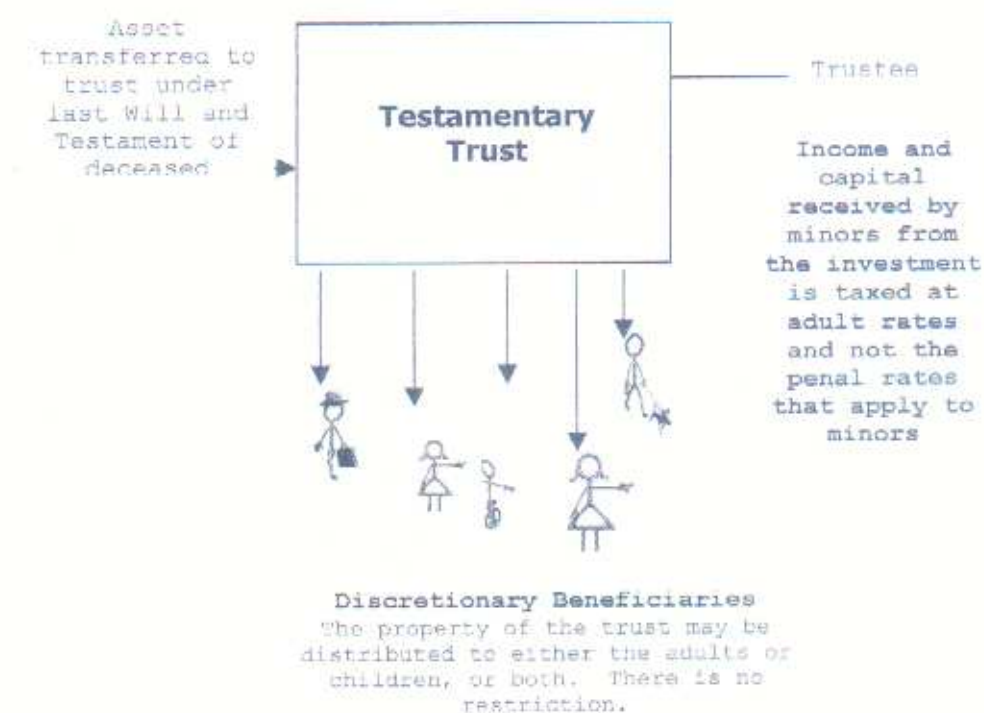 Asset
transferred to
trust under
last Will and
Testament of
deceased
Testamentary
Trust
Trustee
Income and
capital
received by
minors from
the investment
is taxed at
adult rates
and not the
penal rates
that apply to
minors
Discretionary Beneficiaries
The property of the trust may be
distributed to either the adults or
children, or both. There is no
restriction.